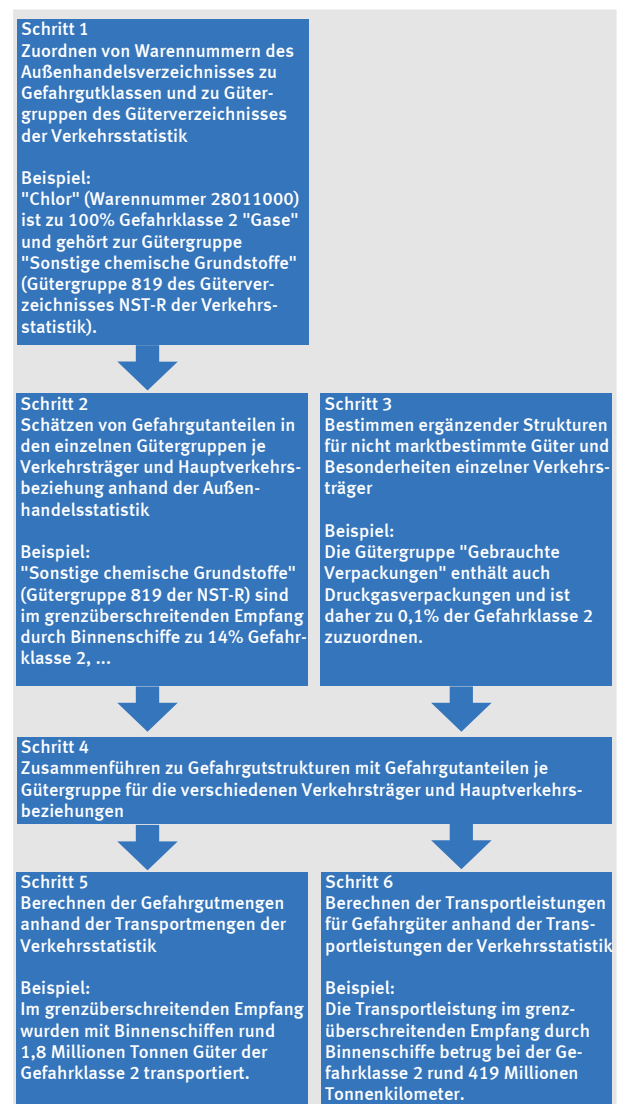 Schritt 1
Zuordnen von Warennummern des
Außenhandelsverzeichnisses zu
Gefahrgutklassen und zu Güter-
gruppen des Güterverzeichnisses
der Verkehrsstatistik
Beispiel:
"Chlor" (Warennummer 28011000)
ist zu 100% Gefahrklasse 2 "Gase"
und gehört zur Gütergruppe
"Sonstige chemische Grundstoffe"
(Gütergruppe 819 des Güterver-
zeichnisses NST-R der Verkehrs-
statistik).
Schritt 2
Schätzen von Gefahrgutanteilen in
den einzelnen Gütergruppen je
Verkehrsträger und Hauptverkehrs-
beziehung anhand der Außen-
handelsstatistik
Beispiel:
"Sonstige chemische Grundstoffe"
(Gütergruppe 819 der NST-R) sind
im grenzüberschreitenden Empfang
durch Binnenschiffe zu 14% Gefahr-
klasse 2, ...
Schritt 3
Bestimmen ergänzender Strukturen
für nicht marktbestimmte Güter und
Besonderheiten einzelner Verkehrs-
träger
Beispiel:
Die Gütergruppe "Gebrauchte
Verpackungen" enthält auch
Druckgasverpackungen und ist
daher zu 0,1% der Gefahrklasse 2
zuzuordnen.
Schritt 4
Zusammenführen zu Gefahrgutstrukturen mit Gefahrgutanteilen je
Gütergruppe für die verschiedenen Verkehrsträger und Hauptverkehrs-
beziehungen
Schritt 5
Berechnen der Gefahrgutmengen
anhand der Transportmengen der
Verkehrsstatistik
Beispiel:
Im grenzüberschreitenden Empfang
wurden mit Binnenschiffen rund
1,8 Millionen Tonnen Güter der
Gefahrklasse 2 transportiert.
Schritt 6
Berechnen der Transportleistungen
für Gefahrgüter anhand der Trans-
portleistungen der Verkehrsstatistik
Beispiel:
Die Transportleistung im grenz-
überschreitenden Empfang durch
Binnenschiffe betrug bei der Ge-
fahrklasse 2 rund 419 Millionen
Tonnenkilometer.